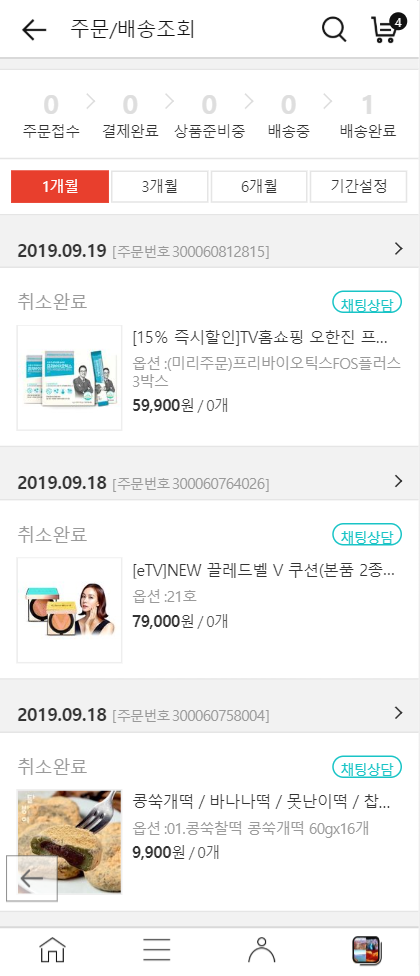 주문/배송조회
4
0 0 0 0 1
주문접수 결제완료 상품준비중 배송중 배송완료
1개월 3개월 6개월 기간설정
2019.09.19 [주문번호 300060812815]
취소완료 채팅상담
[15% 즉시할인]TV홈쇼핑 오한진 프...
옵션 :(미리주문)프리바이오틱스FOS플러스
3박스
59,900원 / 0개
2019.09.18 [주문번호 300060764026]
취소완료 채팅상담
[eTV]NEW 끌레드벨 V 쿠션(본품 2종...
옵션 :21호
79,000원 / 0개
2019.09.18 [주문번호 300060758004]
취소완료 채팅상담
콩쑥개떡 / 바나나떡 / 못난이떡 / 찹...
옵션 :01.콩쑥찰떡 콩쑥개떡 60gx16개
9,900원 / 0개